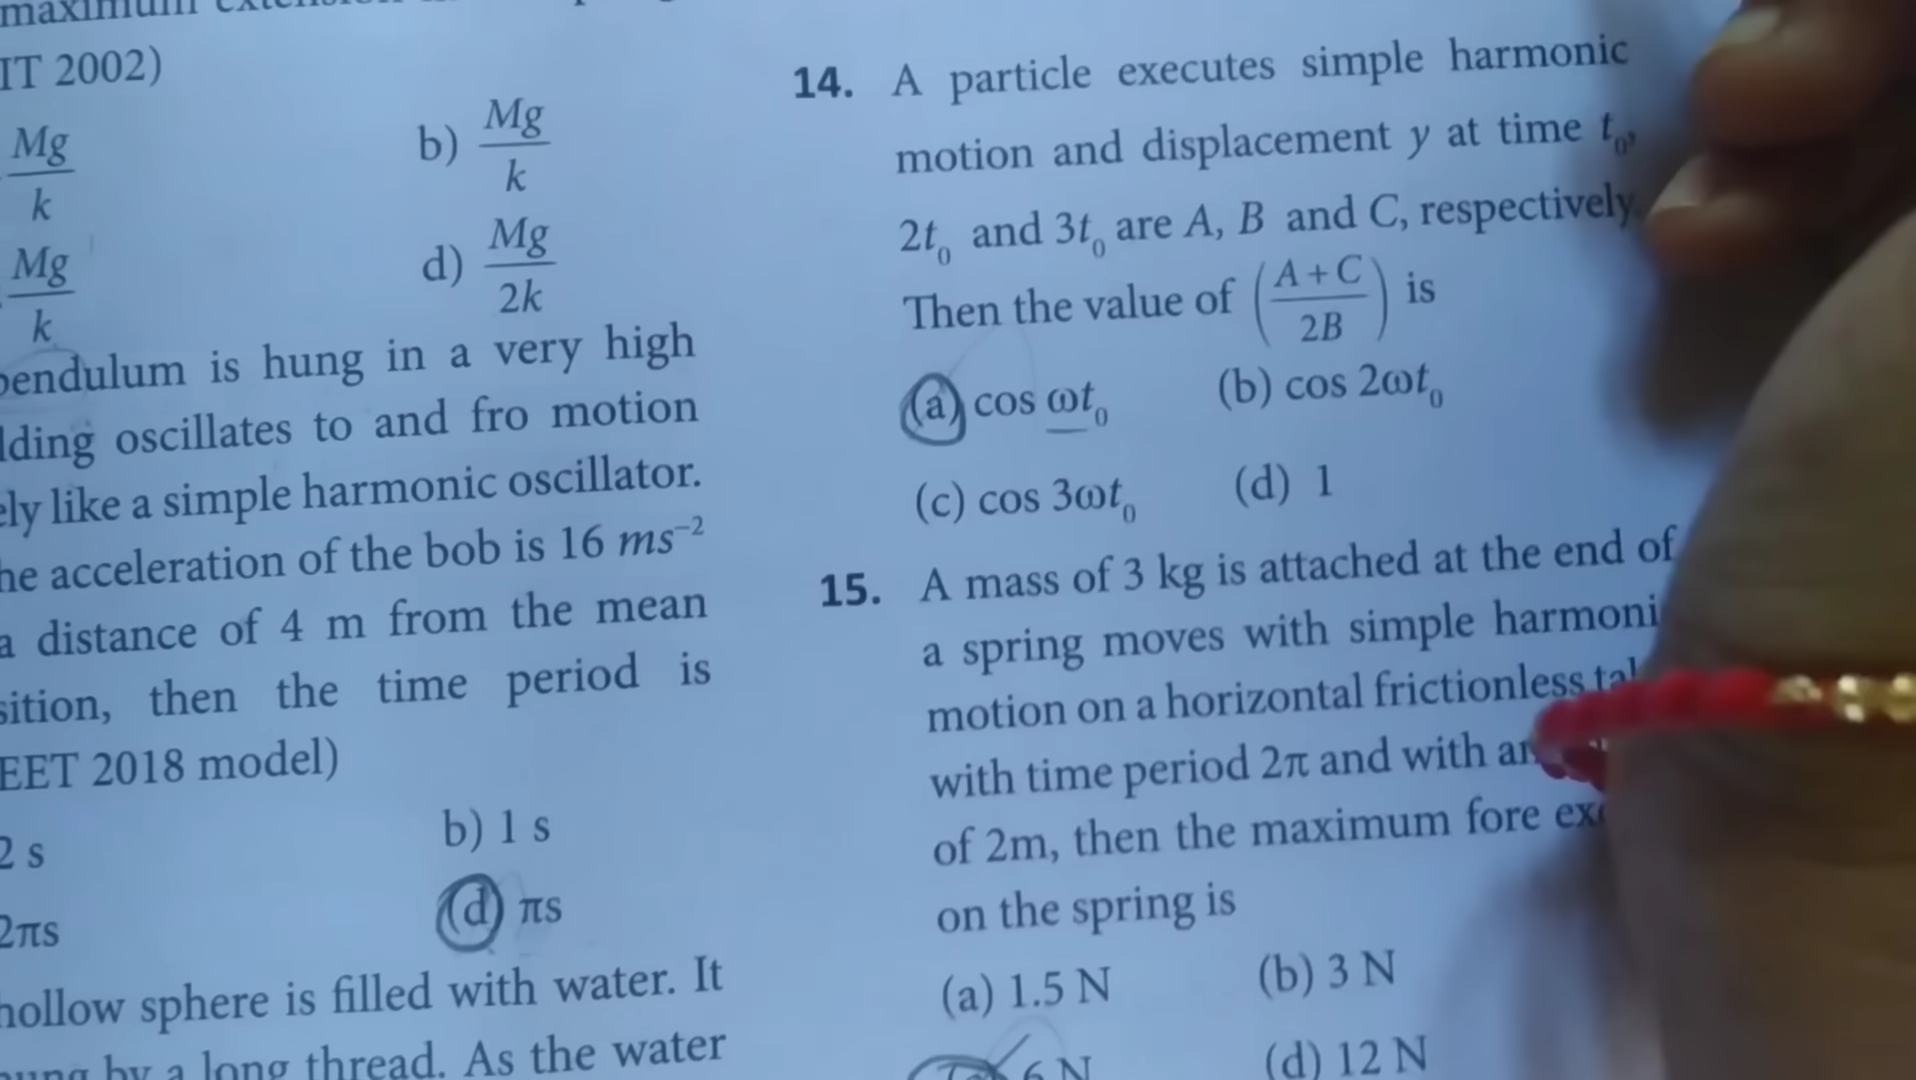 IT 2002)
Mg/k
b) Mg/k
Mg/k
d) Mg/2k
pendulum is hung in a very high
lding oscillates to and fro motion
ely like a simple harmonic oscillator.
he acceleration of the bob is 16 ms⁻²
a distance of 4 m from the mean
sition, then the time period is
EET 2018 model)
2 s
b) 1 s
2πs
(d) πs
hollow sphere is filled with water. It
by a long thread. As the water
14. A particle executes simple harmonic
motion and displacement y at time t₀,
2t₀ and 3t₀ are A, B and C, respectively.
Then the value of ((A+C)/2B) is
(a) cos ωt₀
(b) cos 2ωt₀
(c) cos 3ωt₀
(d) 1
15. A mass of 3 kg is attached at the end of
a spring moves with simple harmoni
motion on a horizontal frictionless
with time period 2π and with
of 2m, then the maximum fore
on the spring is
(a) 1.5 N
(b) 3 N
6 N
(d) 12 N